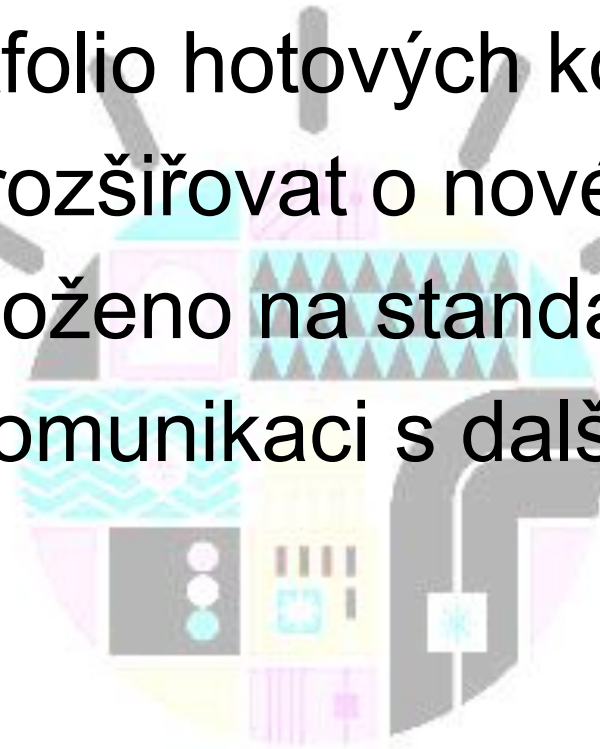 folio hotových ko
rozšiřovat o nové
oženo na standa
omunikaci s dalš